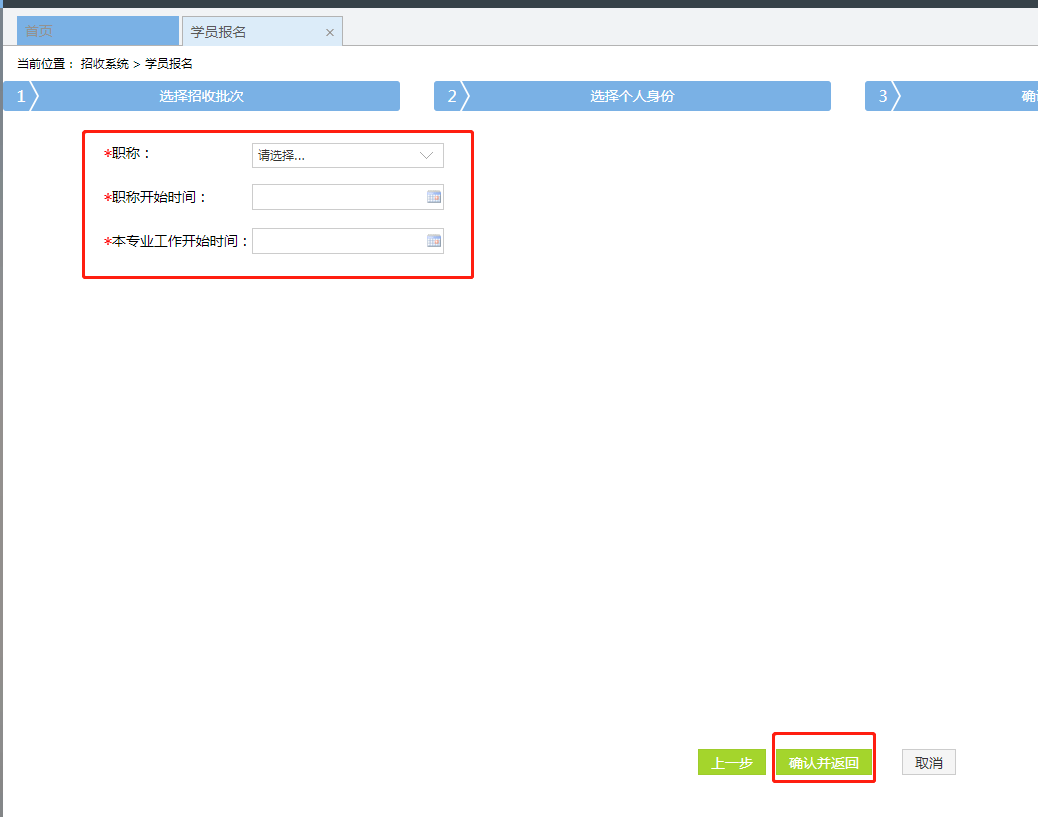 首页
学员报名 ×
当前位置： 招收系统 > 学员报名
1 选择招收批次 2 选择个人身份 3
*职称： 请选择...
*职称开始时间：
*本专业工作开始时间：
上一步 确认并返回 取消